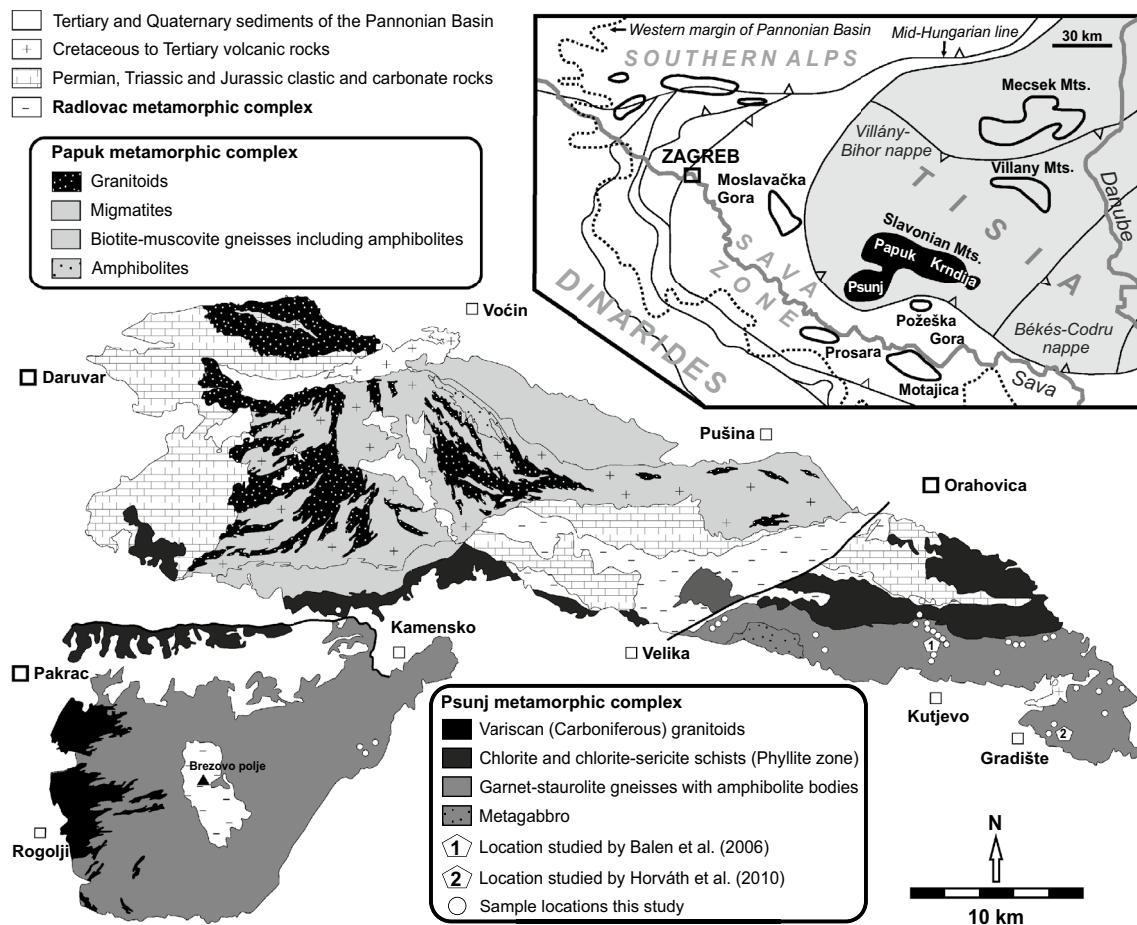 Tertiary and Quaternary sediments of the Pannonian Basin
Cretaceous to Tertiary volcanic rocks
Permian, Triassic and Jurassic clastic and carbonate rocks
Radlovac metamorphic complex
Papuk metamorphic complex
Granitoids
Migmatites
Biotite-muscovite gneisses including amphibolites
Amphibolites
Western margin of Pannonian Basin
Mid-Hungarian line
30 km
SOUTHERN ALPS
Mecsek Mts.
Villány-
Bihor nappe
ZAGREB
Moslavačka
Gora
Villany Mts.
TISIA
Danube
Slavonian Mts.
Papuk
Krndija
Psunj
SAVA
ZONE
DINARIDES
Požeška
Gora
Prosara
Motajica
Békés-Codru
nappe
Sava
Voćin
Daruvar
Pušina
Orahovica
Kamensko
Velika
Pakrac
1
Kutjevo
2
Gradište
Brezovo polje
Rogolji
Psunj metamorphic complex
Variscan (Carboniferous) granitoids
Chlorite and chlorite-sericite schists (Phyllite zone)
Garnet-staurolite gneisses with amphibolite bodies
Metagabbro
1 Location studied by Balen et al. (2006)
2 Location studied by Horváth et al. (2010)
Sample locations this study
N
10 km